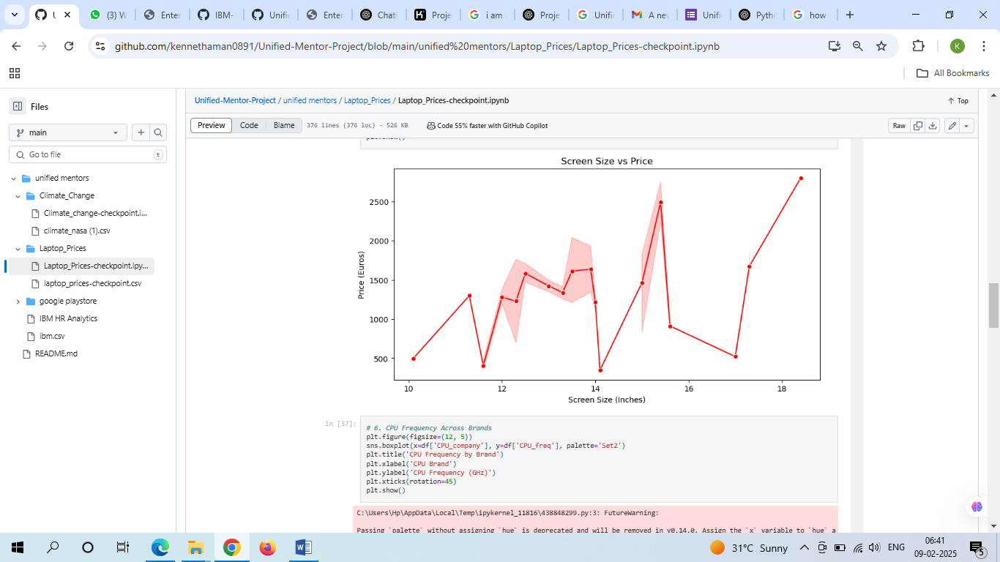 U
(3) W
Enter
IBM-
Unifi
Enter
Chat
Proje
i am
Proje
Unifi
A ne
Unifi
Pyth
how
github.com/kennethaman0891/Unified-Mentor-Project/blob/main/unified%20mentors/Laptop_Prices/Laptop_Prices-checkpoint.ipynb
K
All Bookmarks
Files
Unified-Mentor-Project / unified mentors / Laptop_Prices / Laptop_Prices-checkpoint.ipynb
Top
main
Preview Code Blame 376 lines (376 loc) · 526 KB Code 55% faster with GitHub Copilot
Raw
Go to file
t
unified mentors
Climate_Change
Climate_change-checkpoint.i...
climate_nasa (1).csv
Laptop_Prices
Laptop_Prices-checkpoint.ipy...
laptop_prices-checkpoint.csv
google playstore
IBM HR Analytics
ibm.csv
README.md
Screen Size vs Price
Price (Euros)
2500
2000
1500
1000
500
10 12 14 16 18
Screen Size (Inches)
In [37]:
# 6. CPU Frequency Across Brands
plt.figure(figsize=(12, 5))
sns.boxplot(x=df['CPU_company'], y=df['CPU_freq'], palette='Set2')
plt.title('CPU Frequency by Brand')
plt.xlabel('CPU Brand')
plt.ylabel('CPU Frequency (GHz)')
plt.xticks(rotation=45)
plt.show()
C:\Users\Hp\AppData\Local\Temp\ipykernel_11816\438848299.py:3: FutureWarning:
Passing `palette` without assigning `hue` is deprecated and will be removed in v0.14.0. Assign the `x` variable to `hue` a
31°C Sunny
ENG
06:41
09-02-2025
5